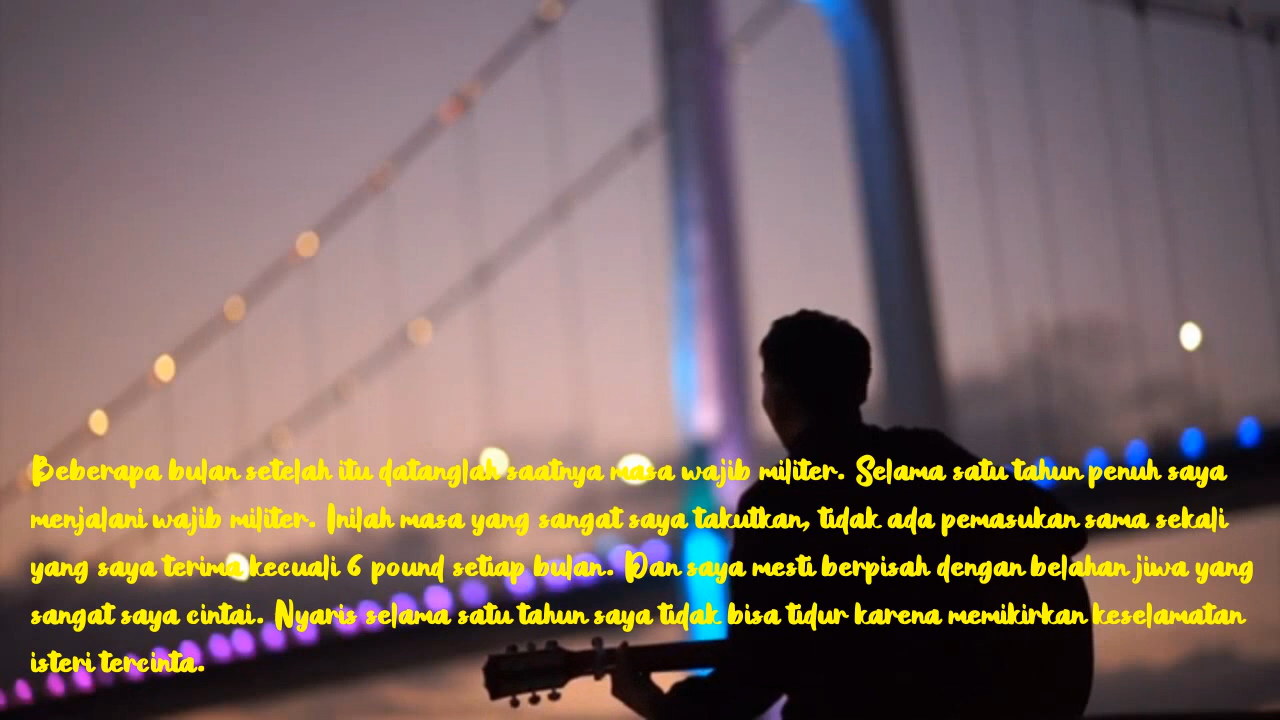 Beberapa bulan setelah itu datanglah saatnya masa wajib militer. Selama satu tahun penuh saya
menjalani wajib militer. Inilah masa yang sangat saya takutkan, tidak ada pemasukan sama sekali
yang saya terima kecuali 6 pound setiap bulan. Dan saya mesti berpisah dengan belahan jiwa yang
sangat saya cintai. Nyaris selama satu tahun saya tidak bisa tidur karena memikirkan keselamatan
isteri tercinta.